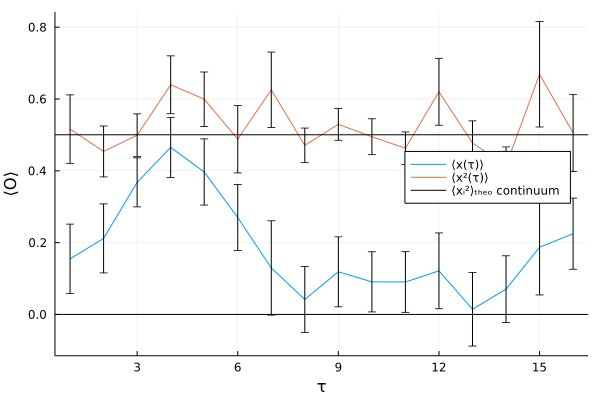 ⟨O⟩
0.8
0.6
0.4
0.2
0.0
⟨x(τ)⟩
⟨x²(τ)⟩
⟨xᵢ²⟩ₜₕₑₒ continuum
3 6 9 12 15
τ